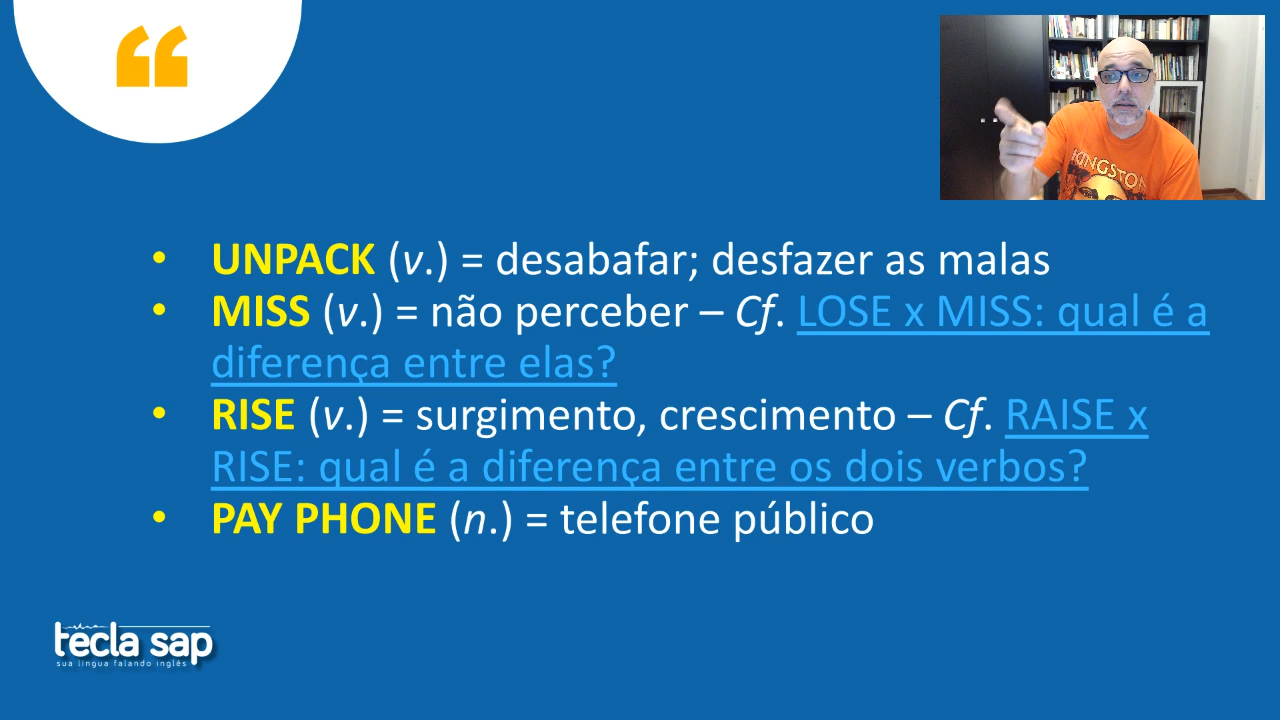 “
KINGSTON
• UNPACK (v.) = desabafar; desfazer as malas
• MISS (v.) = não perceber – Cf. LOSE x MISS: qual é a
diferença entre elas?
• RISE (v.) = surgimento, crescimento – Cf. RAISE x
RISE: qual é a diferença entre os dois verbos?
• PAY PHONE (n.) = telefone público
tecla sap
sua língua falando inglês